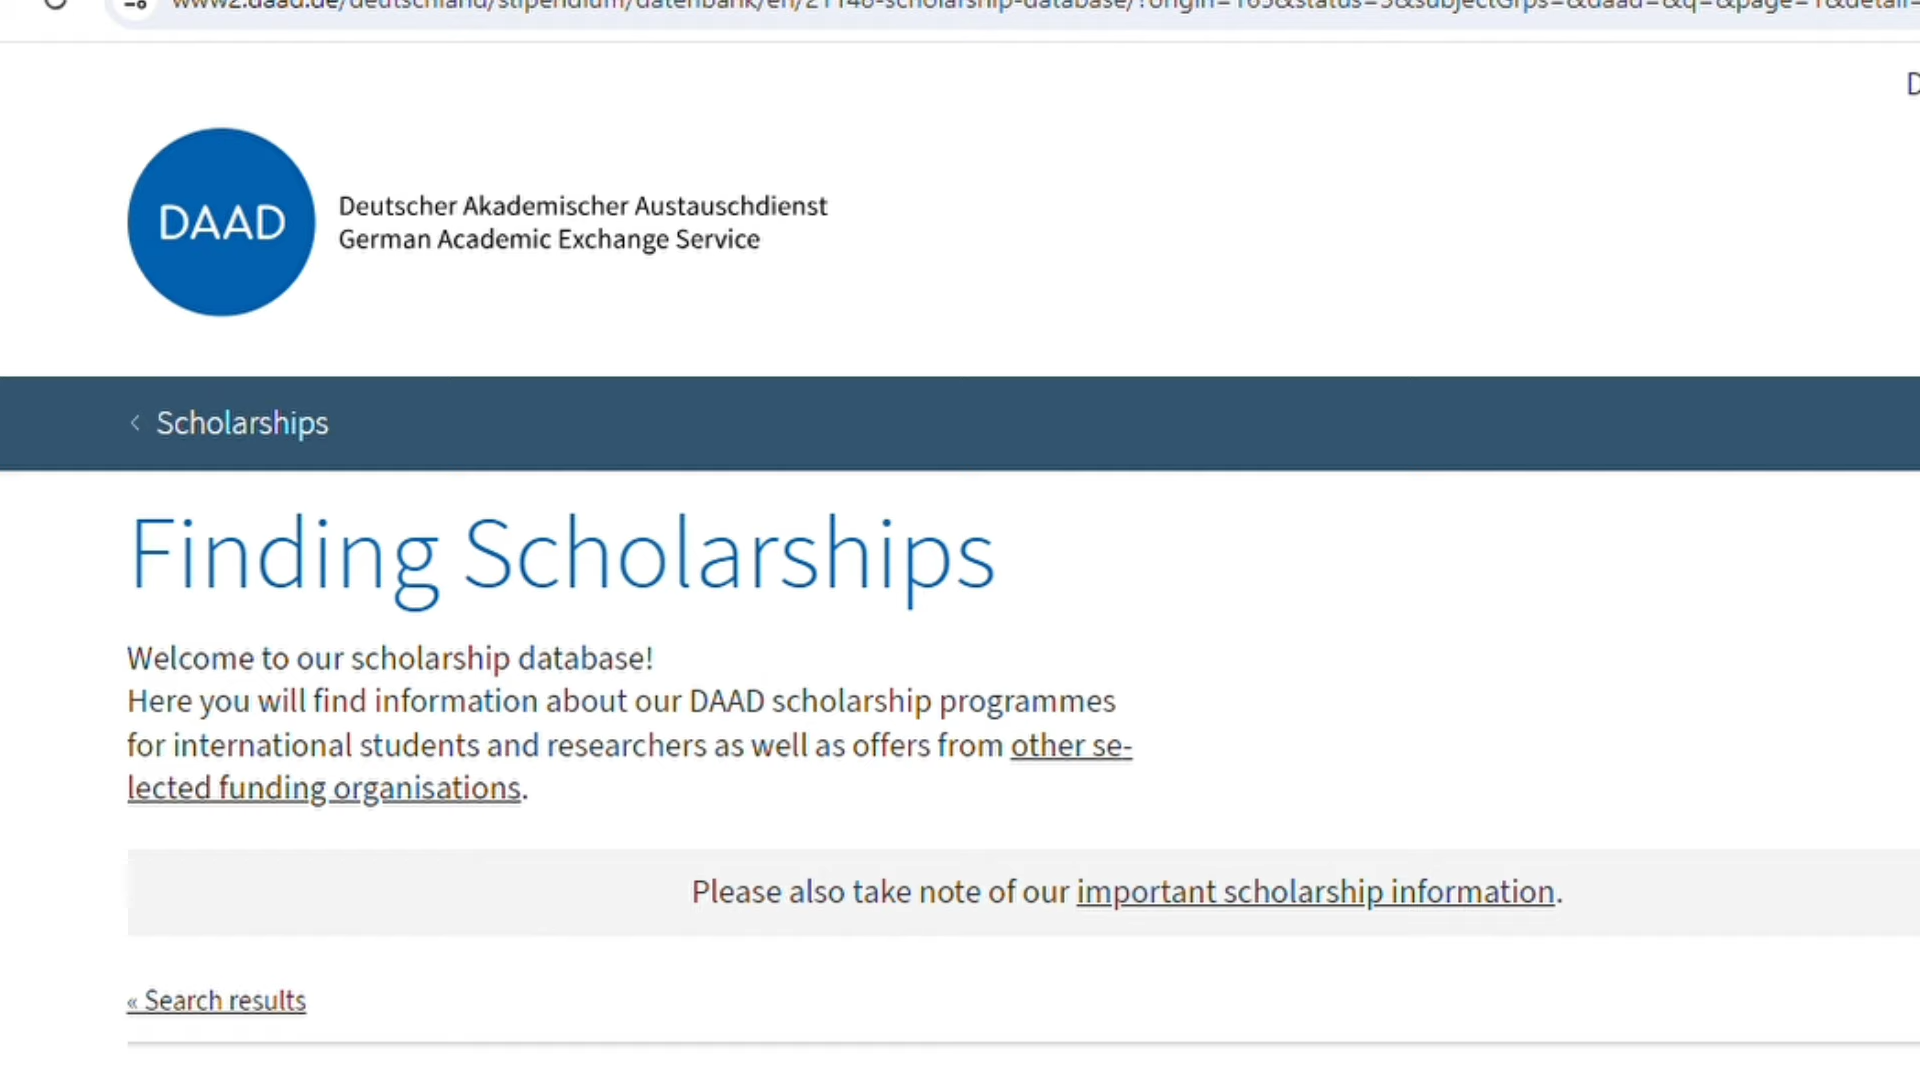 DAAD
Deutscher Akademischer Austauschdienst
German Academic Exchange Service
Scholarships
Finding Scholarships
Welcome to our scholarship database!
Here you will find information about our DAAD scholarship programmes
for international students and researchers as well as offers from other se-
lected funding organisations.
Please also take note of our important scholarship information.
« Search results